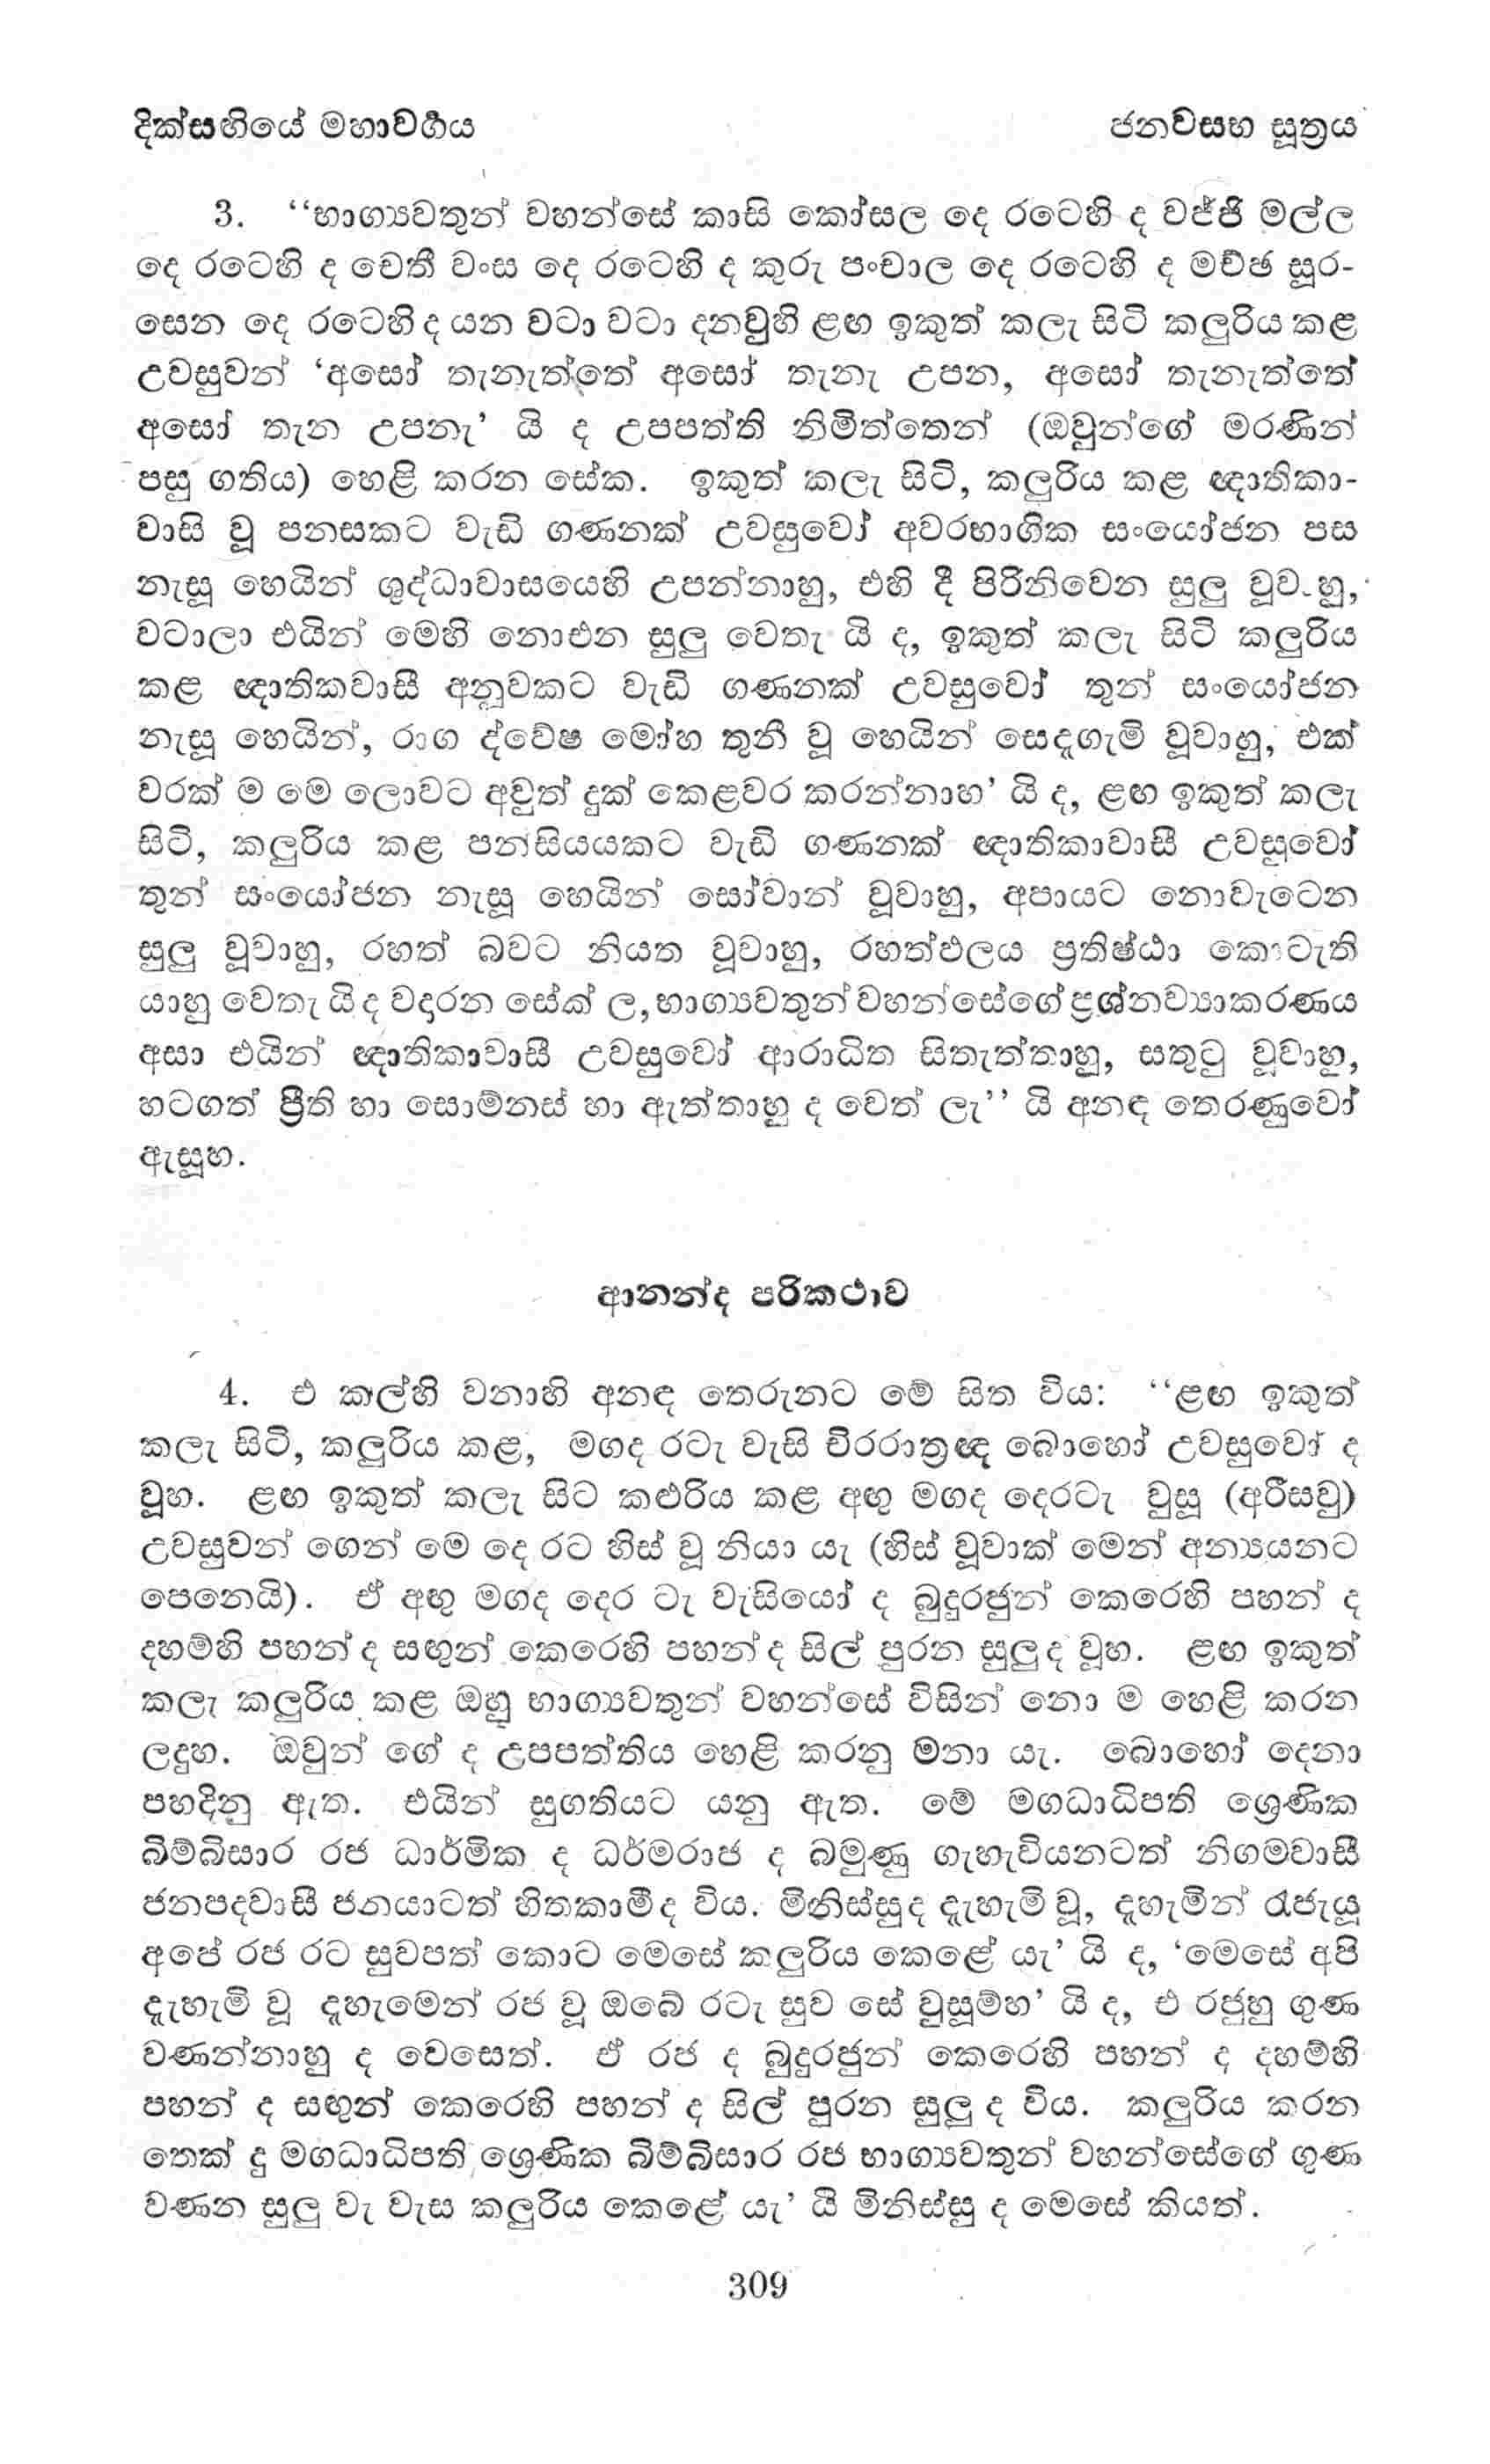 දික්සඟියේ මහාවර්‍ගය ජනවසභ සූත්‍රය
3. ‘‘භාග්‍යවතුන් වහන්සේ කාසි කෝසල දෙ රටෙහි ද වජ්ජි මල්ල
දෙ රටෙහි ද චෙතී වංස දෙ රටෙහි ද කුරු පංචාල දෙ රටෙහි ද මච්ඡ සූර-
සෙන දෙ රටෙහි ද යන වටා වටා දනවුහි ළඟ ඉකුත් කලැ සිටි කලුරිය කළ
උවසුවන් ‘අසෝ තැනැත්තේ අසෝ තැනැ උපන, අසෝ තැනැත්තේ
අසෝ තැන උපනැ’ යි ද උපපත්ති නිමිත්තෙන් (ඔවුන්ගේ මරණින්
පසු ගතිය) හෙළි කරන සේක. ඉකුත් කලැ සිටි, කලුරිය කළ ඤාතිකා-
වාසි වූ පනසකට වැඩි ගණනක් උවසුවෝ අවරභාගික සංයෝජන පස
නැසූ හෙයින් ශුද්ධාවාසයෙහි උපන්නාහු, එහි දී පිරිනිවෙන සුලු වූවාහු,
වටාලා එයින් මෙහි නොඑන සුලු වෙතැ යි ද, ඉකුත් කලැ සිටි කලුරිය
කළ ඤාතිකවාසී අනූවකට වැඩි ගණනක් උවසුවෝ තුන් සංයෝජන
නැසූ හෙයින්, රාග ද්වේෂ මෝහ තුනී වූ හෙයින් සෙදැගැමි වූවාහු, එක්
වරක් ම මෙ ලොවට අවුත් දුක් කෙළවර කරන්නාහ’ යි ද, ළඟ ඉකුත් කලැ
සිටි, කලුරිය කළ පන්සියයකට වැඩි ගණනක් ඤාතිකාවාසී උවසුවෝ
තුන් සංයෝජන නැසූ හෙයින් සෝවාන් වූවාහු, අපායට නොවැටෙන
සුලු වූවාහු, රහත් බවට නියත වූවාහු, රහත්ඵලය ප්‍රතිෂ්ඨා කොටැති
යාහු වෙතැ යි ද වදාරන සේක් ල, භාග්‍යවතුන් වහන්සේගේ ප්‍රශ්නව්‍යාකරණය
අසා එයින් ඤාතිකාවාසී උවසුවෝ ආරාධිත සිතැත්තාහු, සතුටු වූවාහු,
හටගත් ප්‍රීති හා සොම්නස් හා ඇත්තාහු ද වෙත් ලැ’’ යි අනඳ තෙරණුවෝ
ඇසූහ.
ආනන්ද පරිකථාව
4. එ කල්හි වනාහි අනඳ තෙරුනට මේ සිත විය: ‘‘ළඟ ඉකුත්
කලැ සිටි, කලුරිය කළ, මගද රටැ වැසි චිරරාත්‍රඥ බොහෝ උවසුවෝ ද
වූහ. ළඟ ඉකුත් කලැ සිට කළුරිය කළ අඟු මගද දෙරටැ වුසූ (අරීසවු)
උවසුවන් ගෙන් මෙ දෙ රට හිස් වූ නියා යැ (හිස් වූවාක් මෙන් අන්‍යයනට
පෙනෙයි). ඒ අඟු මගද දෙර ටැ වැසියෝ ද බුදුරජුන් කෙරෙහි පහන් ද
දහම්හි පහන් ද සඟුන් කෙරෙහි පහන් ද සිල් පුරන සුලු ද වූහ. ළඟ ඉකුත්
කලැ කලුරිය කළ ඔහු භාග්‍යවතුන් වහන්සේ විසින් නො ම හෙළි කරන
ලදුහ. ඔවුන් ගේ ද උපපත්තිය හෙළි කරනු මනා යැ. බොහෝ දෙනා
පහදිනු ඇත. එයින් සුගතියට යනු ඇත. මේ මගධාධිපති ශ්‍රෙණික
බිම්බිසාර රජ ධාර්මික ද ධර්මරාජ ද බමුණු ගැහැවියනටත් නිගමවාසී
ජනපදවාසී ජනයාටත් හිතකාමී ද විය. මිනිස්සු ද දැහැමි වූ, දැහැමින් රැජැයූ
අපේ රජ රට සුවපත් කොට මෙසේ කලුරිය කෙළේ යැ’ යි ද, ‘මෙසේ අපි
දැහැමි වූ දැහැමෙන් රජ වූ ඔබේ රටැ සුව සේ වුසූම්හ’ යි ද, එ රජුහු ගුණ
වණන්නාහු ද වෙසෙත්. ඒ රජ ද බුදුරජුන් කෙරෙහි පහන් ද දහම්හි
පහන් ද සඟුන් කෙරෙහි පහන් ද සිල් පුරන සුලු ද විය. කලුරිය කරන
තෙක් දු මගධාධිපති ශ්‍රෙණික බිම්බිසාර රජ භාග්‍යවතුන් වහන්සේගේ ගුණ
වණන සුලු වැ වැස කලුරිය කෙළේ යැ’ යි මිනිස්සු ද මෙසේ කියත්.
309